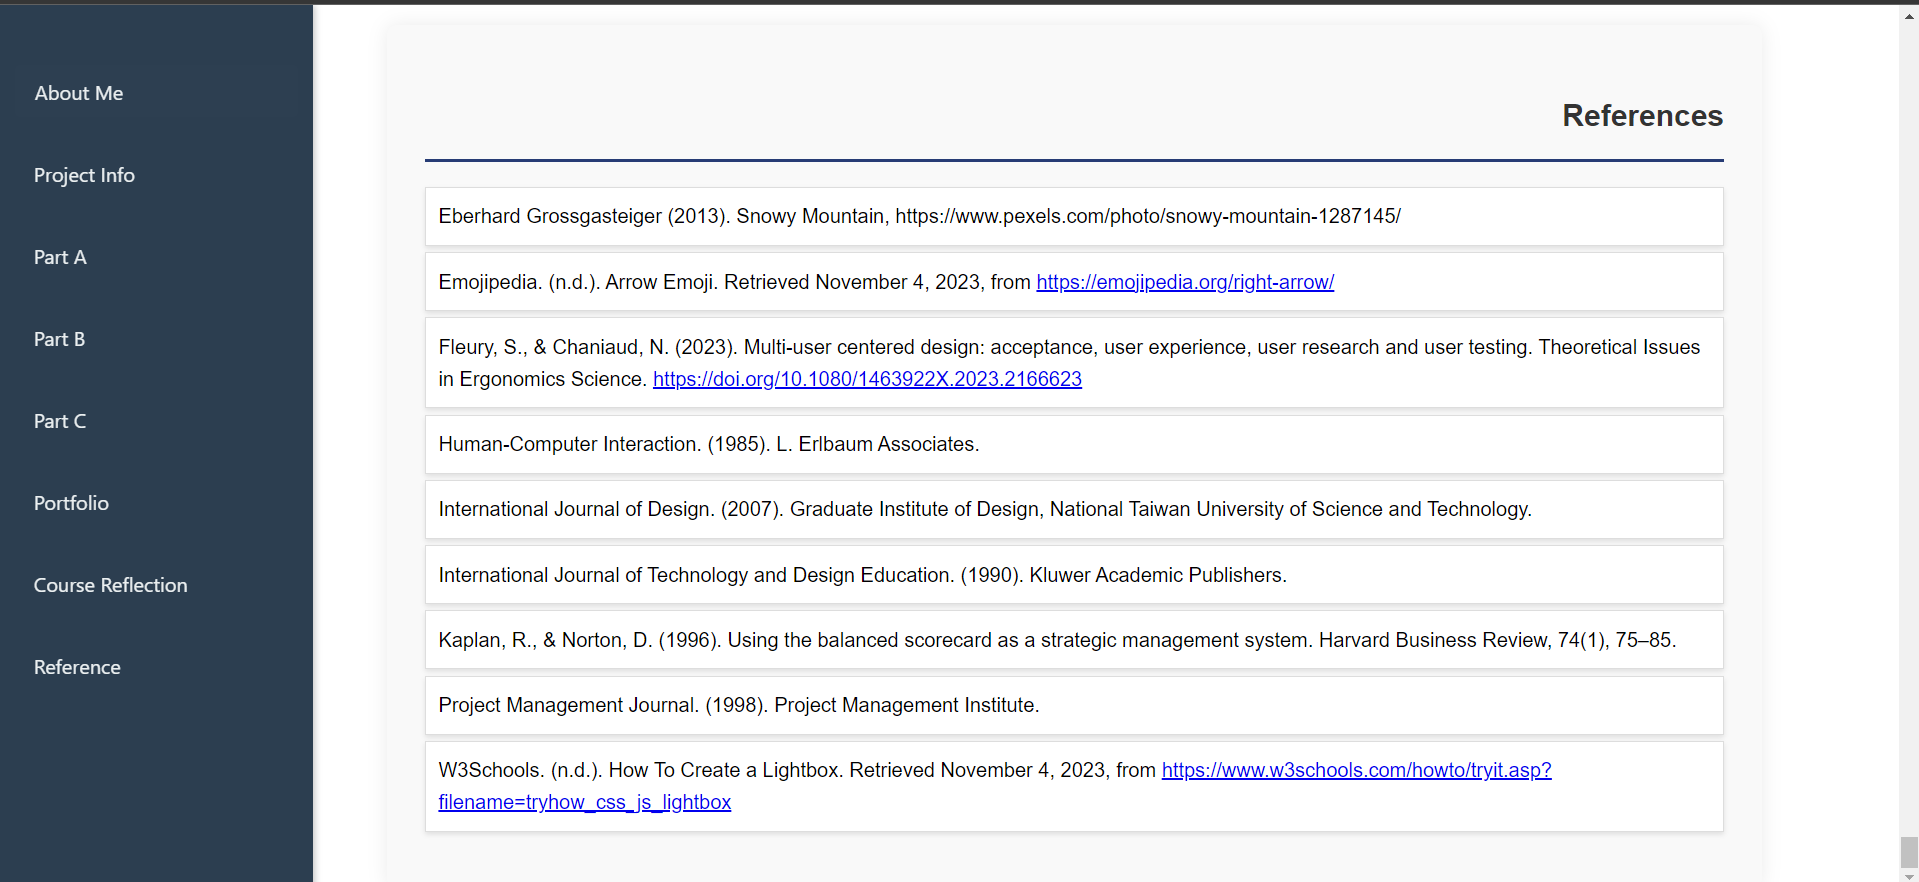 About Me
Project Info
Part A
Part B
Part C
Portfolio
Course Reflection
Reference
References
Eberhard Grossgasteiger (2013). Snowy Mountain, https://www.pexels.com/photo/snowy-mountain-1287145/
Emojipedia. (n.d.). Arrow Emoji. Retrieved November 4, 2023, from https://emojipedia.org/right-arrow/
Fleury, S., & Chaniaud, N. (2023). Multi-user centered design: acceptance, user experience, user research and user testing. Theoretical Issues
in Ergonomics Science. https://doi.org/10.1080/1463922X.2023.2166623
Human-Computer Interaction. (1985). L. Erlbaum Associates.
International Journal of Design. (2007). Graduate Institute of Design, National Taiwan University of Science and Technology.
International Journal of Technology and Design Education. (1990). Kluwer Academic Publishers.
Kaplan, R., & Norton, D. (1996). Using the balanced scorecard as a strategic management system. Harvard Business Review, 74(1), 75–85.
Project Management Journal. (1998). Project Management Institute.
W3Schools. (n.d.). How To Create a Lightbox. Retrieved November 4, 2023, from https://www.w3schools.com/howto/tryit.asp?
filename=tryhow_css_js_lightbox